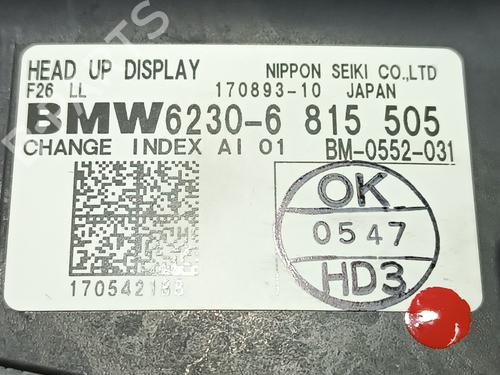 HEAD UP DISPLAY NIPPON SEIKI CO.,LTD
F26 LL 170893-10 JAPAN
BMW 6230-6 815 505
CHANGE INDEX AI 01 BM-0552-031
OK
0547
HD3